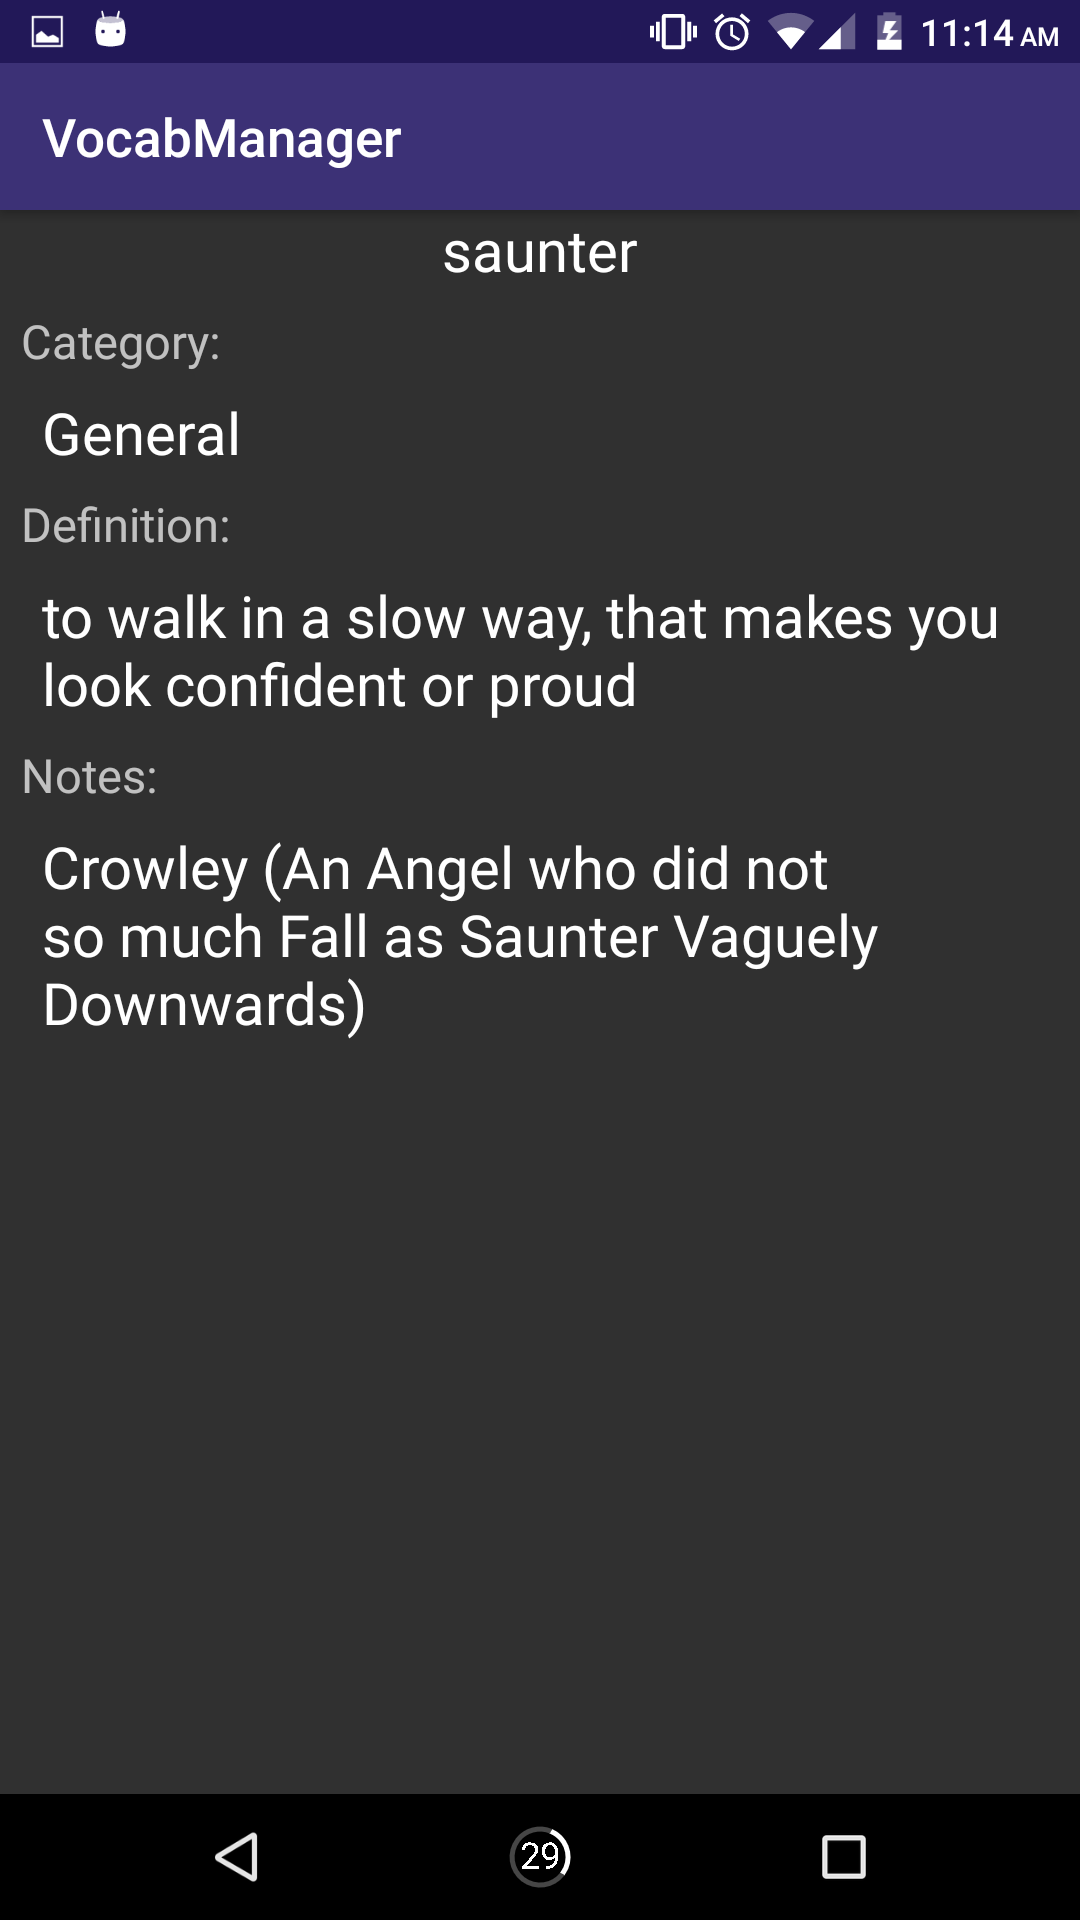 11:14 AM
VocabManager
saunter
Category:
General
Definition:
to walk in a slow way, that makes you
look confident or proud
Notes:
Crowley (An Angel who did not
so much Fall as Saunter Vaguely
Downwards)
29